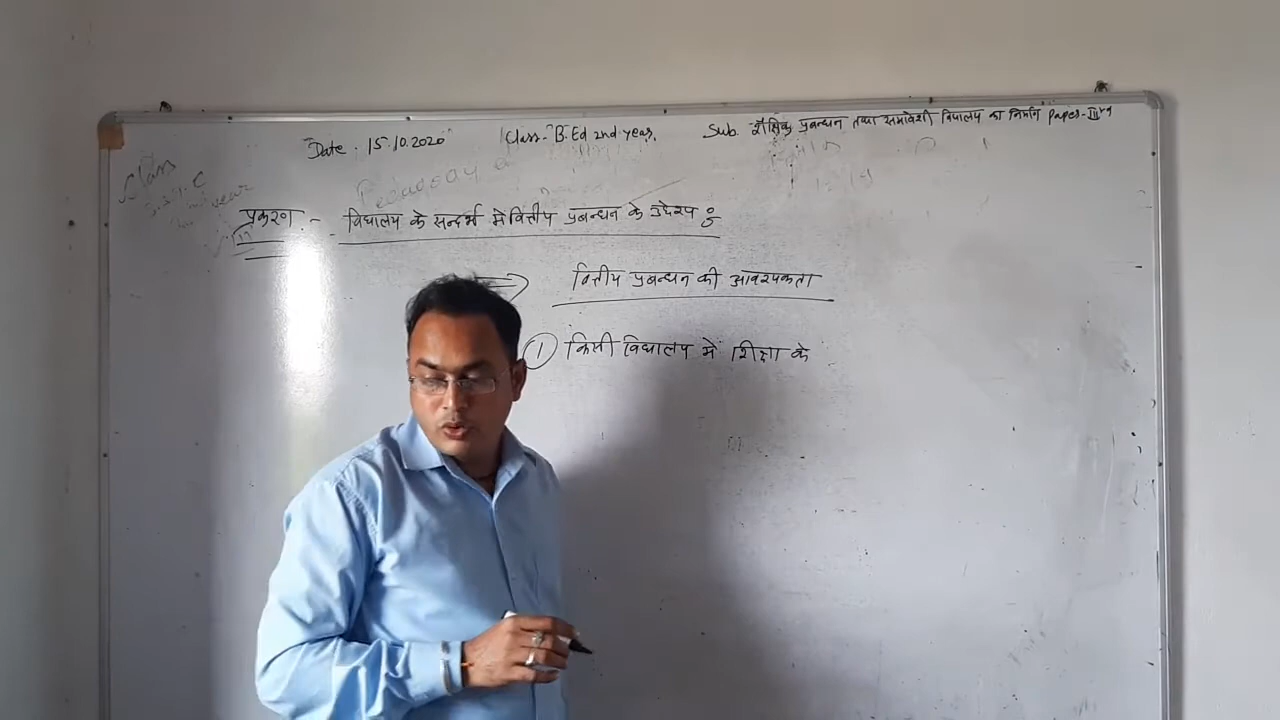 Date. 15.10.2020 Class- B.Ed 2nd year. Sub. शैक्षिक प्रबन्धन तथा समावेशी विद्यालय का निर्माण Paper-
Class
प्रकरण :- विद्यालय के सन्दर्भ मे वित्तीय प्रबन्धन के उद्देश्य :
वित्तीय प्रबन्धन की आवश्यकता
1 किसी विद्यालय में शिक्षा के